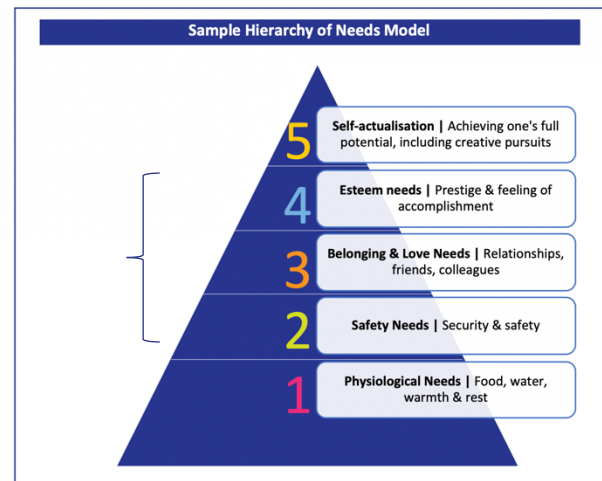 Sample Hierarchy of Needs Model
5
Self-actualisation | Achieving one's full
potential, including creative pursuits
4
Esteem needs | Prestige & feeling of
accomplishment
3
Belonging & Love Needs | Relationships,
friends, colleagues
2
Safety Needs | Security & safety
1
Physiological Needs | Food, water,
warmth & rest